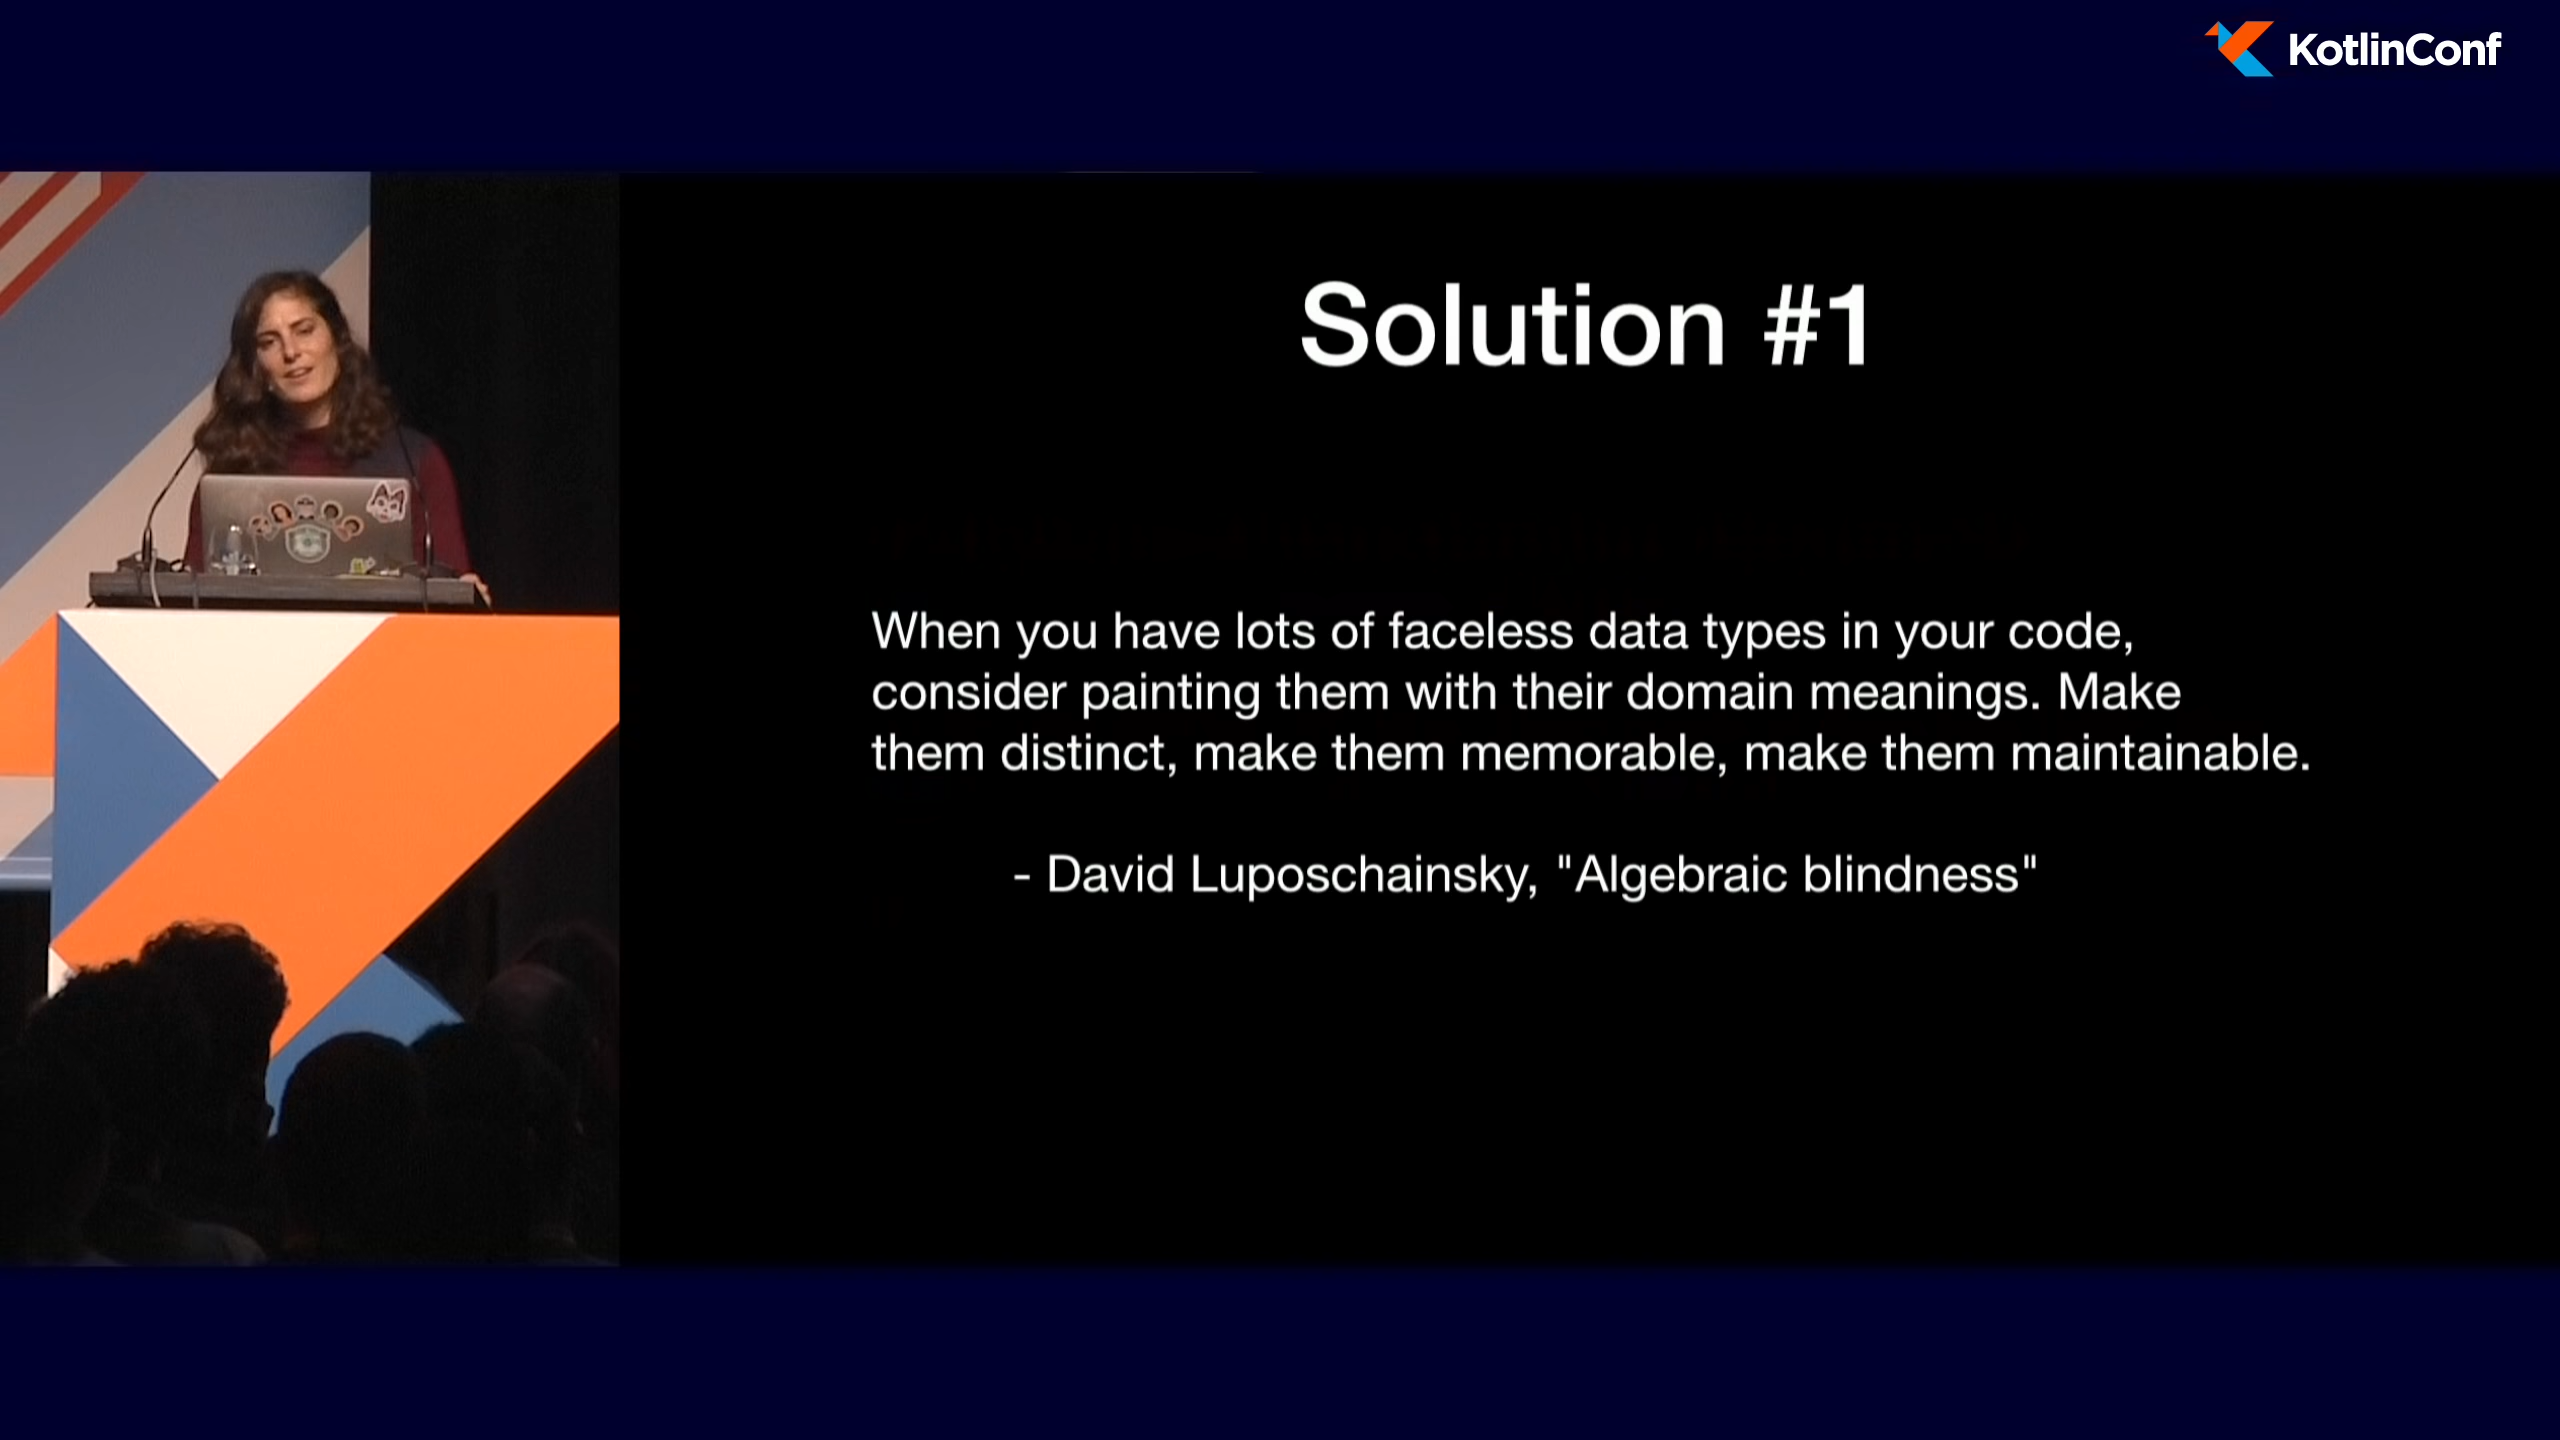 KotlinConf
Solution #1
When you have lots of faceless data types in your code,
consider painting them with their domain meanings. Make
them distinct, make them memorable, make them maintainable.
- David Luposchainsky, "Algebraic blindness"